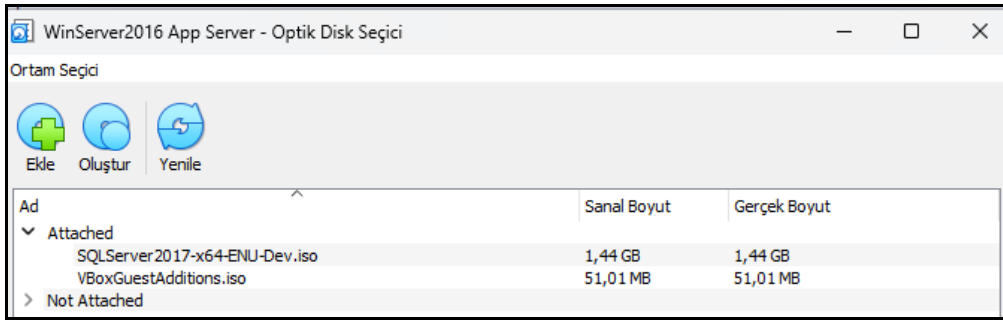 WinServer2016 App Server - Optik Disk Seçici
Ortam Seçici
Ekle Oluştur Yenile
Ad Sanal Boyut Gerçek Boyut
Attached
SQLServer2017-x64-ENU-Dev.iso 1,44 GB 1,44 GB
VBoxGuestAdditions.iso 51,01 MB 51,01 MB
Not Attached